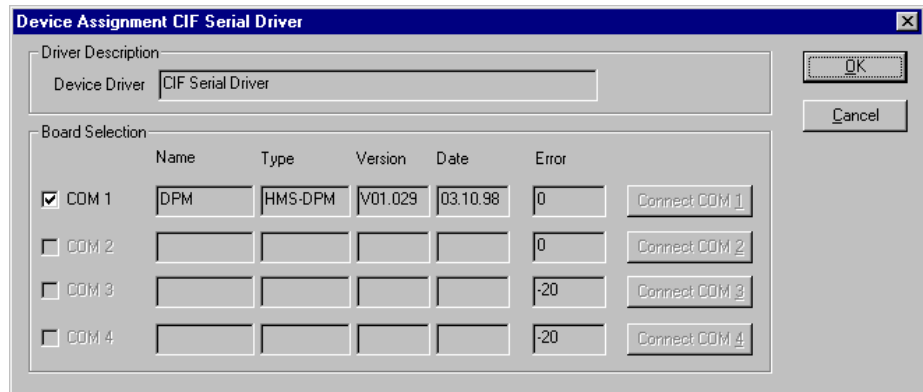 Device Assignment CIF Serial Driver
Driver Description
Device Driver CIF Serial Driver
OK
Cancel
Board Selection
Name Type Version Date Error
COM 1 DPM HMS-DPM V01.029 03.10.98 0 Connect COM 1
COM 2 0 Connect COM 2
COM 3 -20 Connect COM 3
COM 4 -20 Connect COM 4